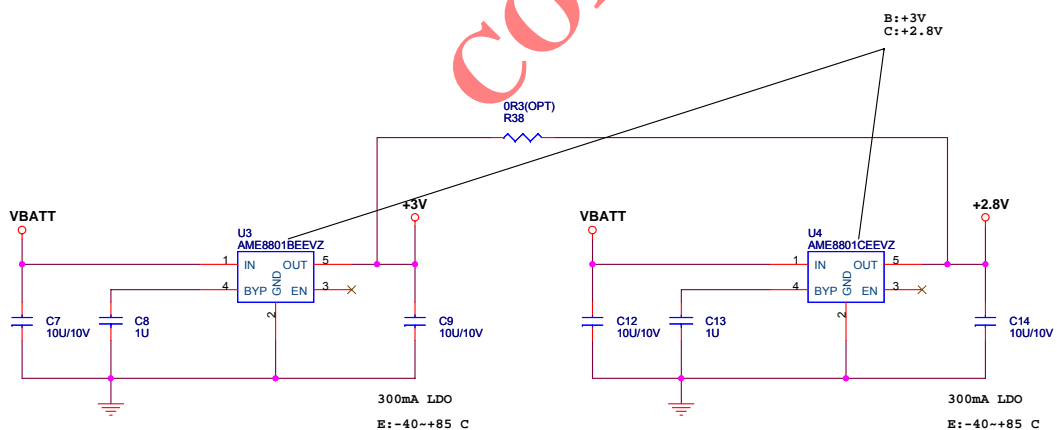 CO
B:+3V
C:+2.8V
0R3(OPT)
R38
VBATT
+3V
U3
AME8801BEEVZ
1 IN OUT 5
4 BYP GND EN 3
2
C7
10U/10V
C8
1U
C9
10U/10V
300mA LDO
E:-40~+85 C
VBATT
+2.8V
U4
AME8801CEEVZ
1 IN OUT 5
4 BYP GND EN 3
2
C12
10U/10V
C13
1U
C14
10U/10V
300mA LDO
E:-40~+85 C